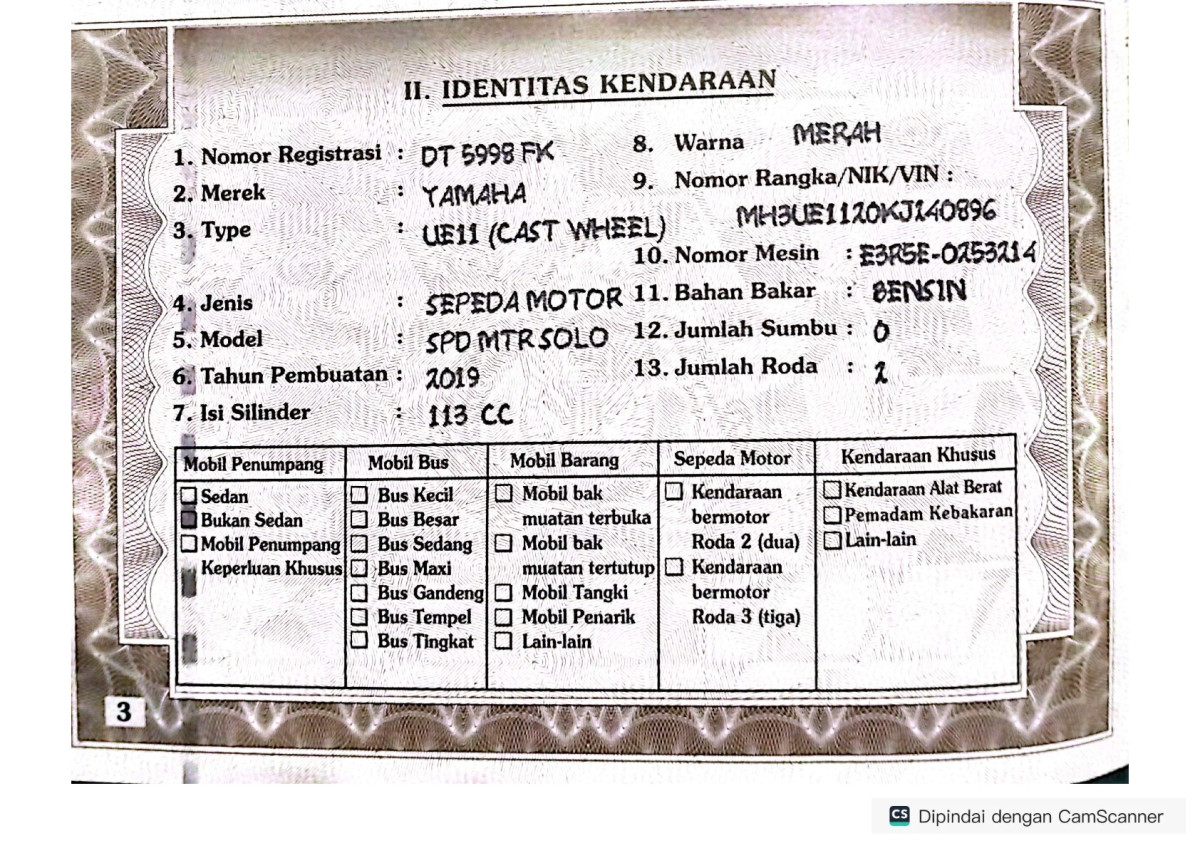 II. IDENTITAS KENDARAAN
1. Nomor Registrasi : DT 5998 FK
2. Merek : YAMAHA
3. Type : UE11 (CAST WHEEL)
4. Jenis : SEPEDA MOTOR
5. Model : SPD MTR SOLO
6. Tahun Pembuatan : 2019
7. Isi Silinder : 113 CC
8. Warna MERAH
9. Nomor Rangka/NIK/VIN :
MH3UE1120KJ140896
10. Nomor Mesin : E3R5E-0253214
11. Bahan Bakar : BENSIN
12. Jumlah Sumbu : 0
13. Jumlah Roda : 2
Mobil Penumpang
Sedan
Bukan Sedan
Mobil Penumpang
Keperluan Khusus
Mobil Bus
Bus Kecil
Bus Besar
Bus Sedang
Bus Maxi
Bus Gandeng
Bus Tempel
Bus Tingkat
Mobil Barang
Mobil bak
muatan terbuka
Mobil bak
muatan tertutup
Mobil Tangki
Mobil Penarik
Lain-lain
Sepeda Motor
Kendaraan
bermotor
Roda 2 (dua)
Kendaraan
bermotor
Roda 3 (tiga)
Kendaraan Khusus
Kendaraan Alat Berat
Pemadam Kebakaran
Lain-lain
3
CS Dipindai dengan CamScanner